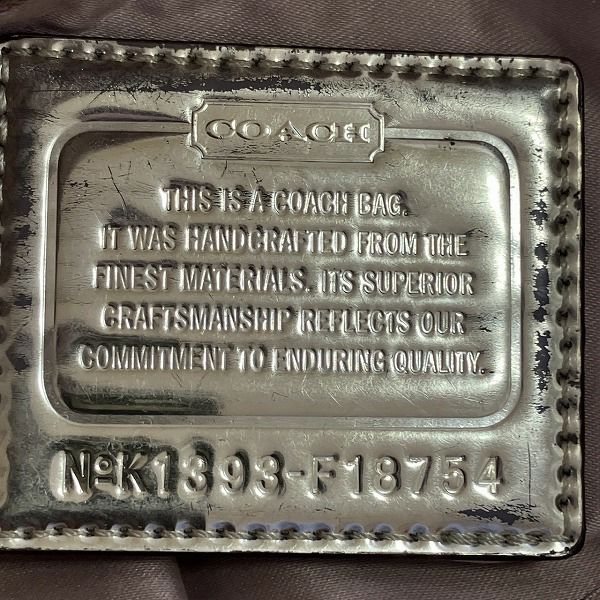 COACH
THIS IS A COACH BAG.
IT WAS HANDCRAFTED FROM THE
FINEST MATERIALS. ITS SUPERIOR
CRAFTSMANSHIP REFLECTS OUR
COMMITMENT TO ENDURING QUALITY.
NºK1393-F18754